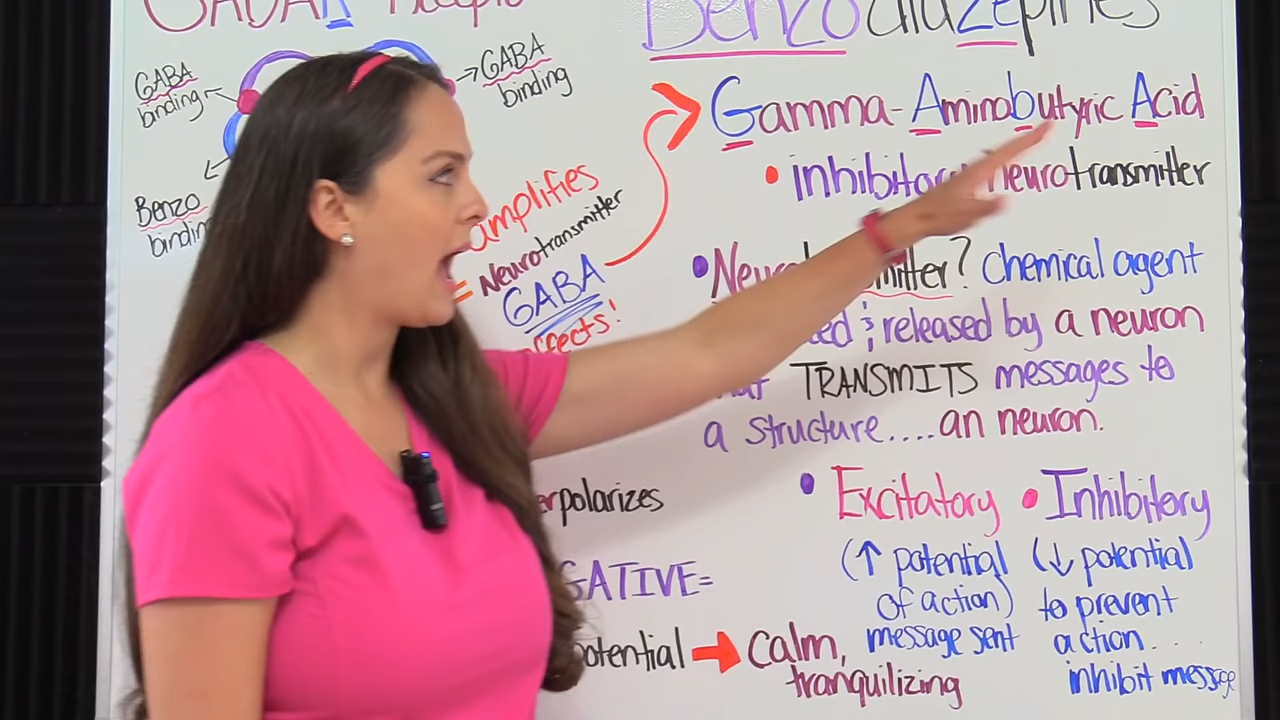 Benzodiazepines
GABA
binding
GABA
binding
Benzo
amplifies
Neurotransmitter
GABA
Gamma-Aminobutyric Acid
• inhibitory neurotransmitter
? Chemical agent
released by a neuron
TRANSMITS messages to
a structure....an neuron.
polarizes
potential → Calm,
tranquilizing
• Excitatory
(↑ potential
of action)
message sent
• Inhibitory
(↓ potential
to prevent
action....
inhibit message